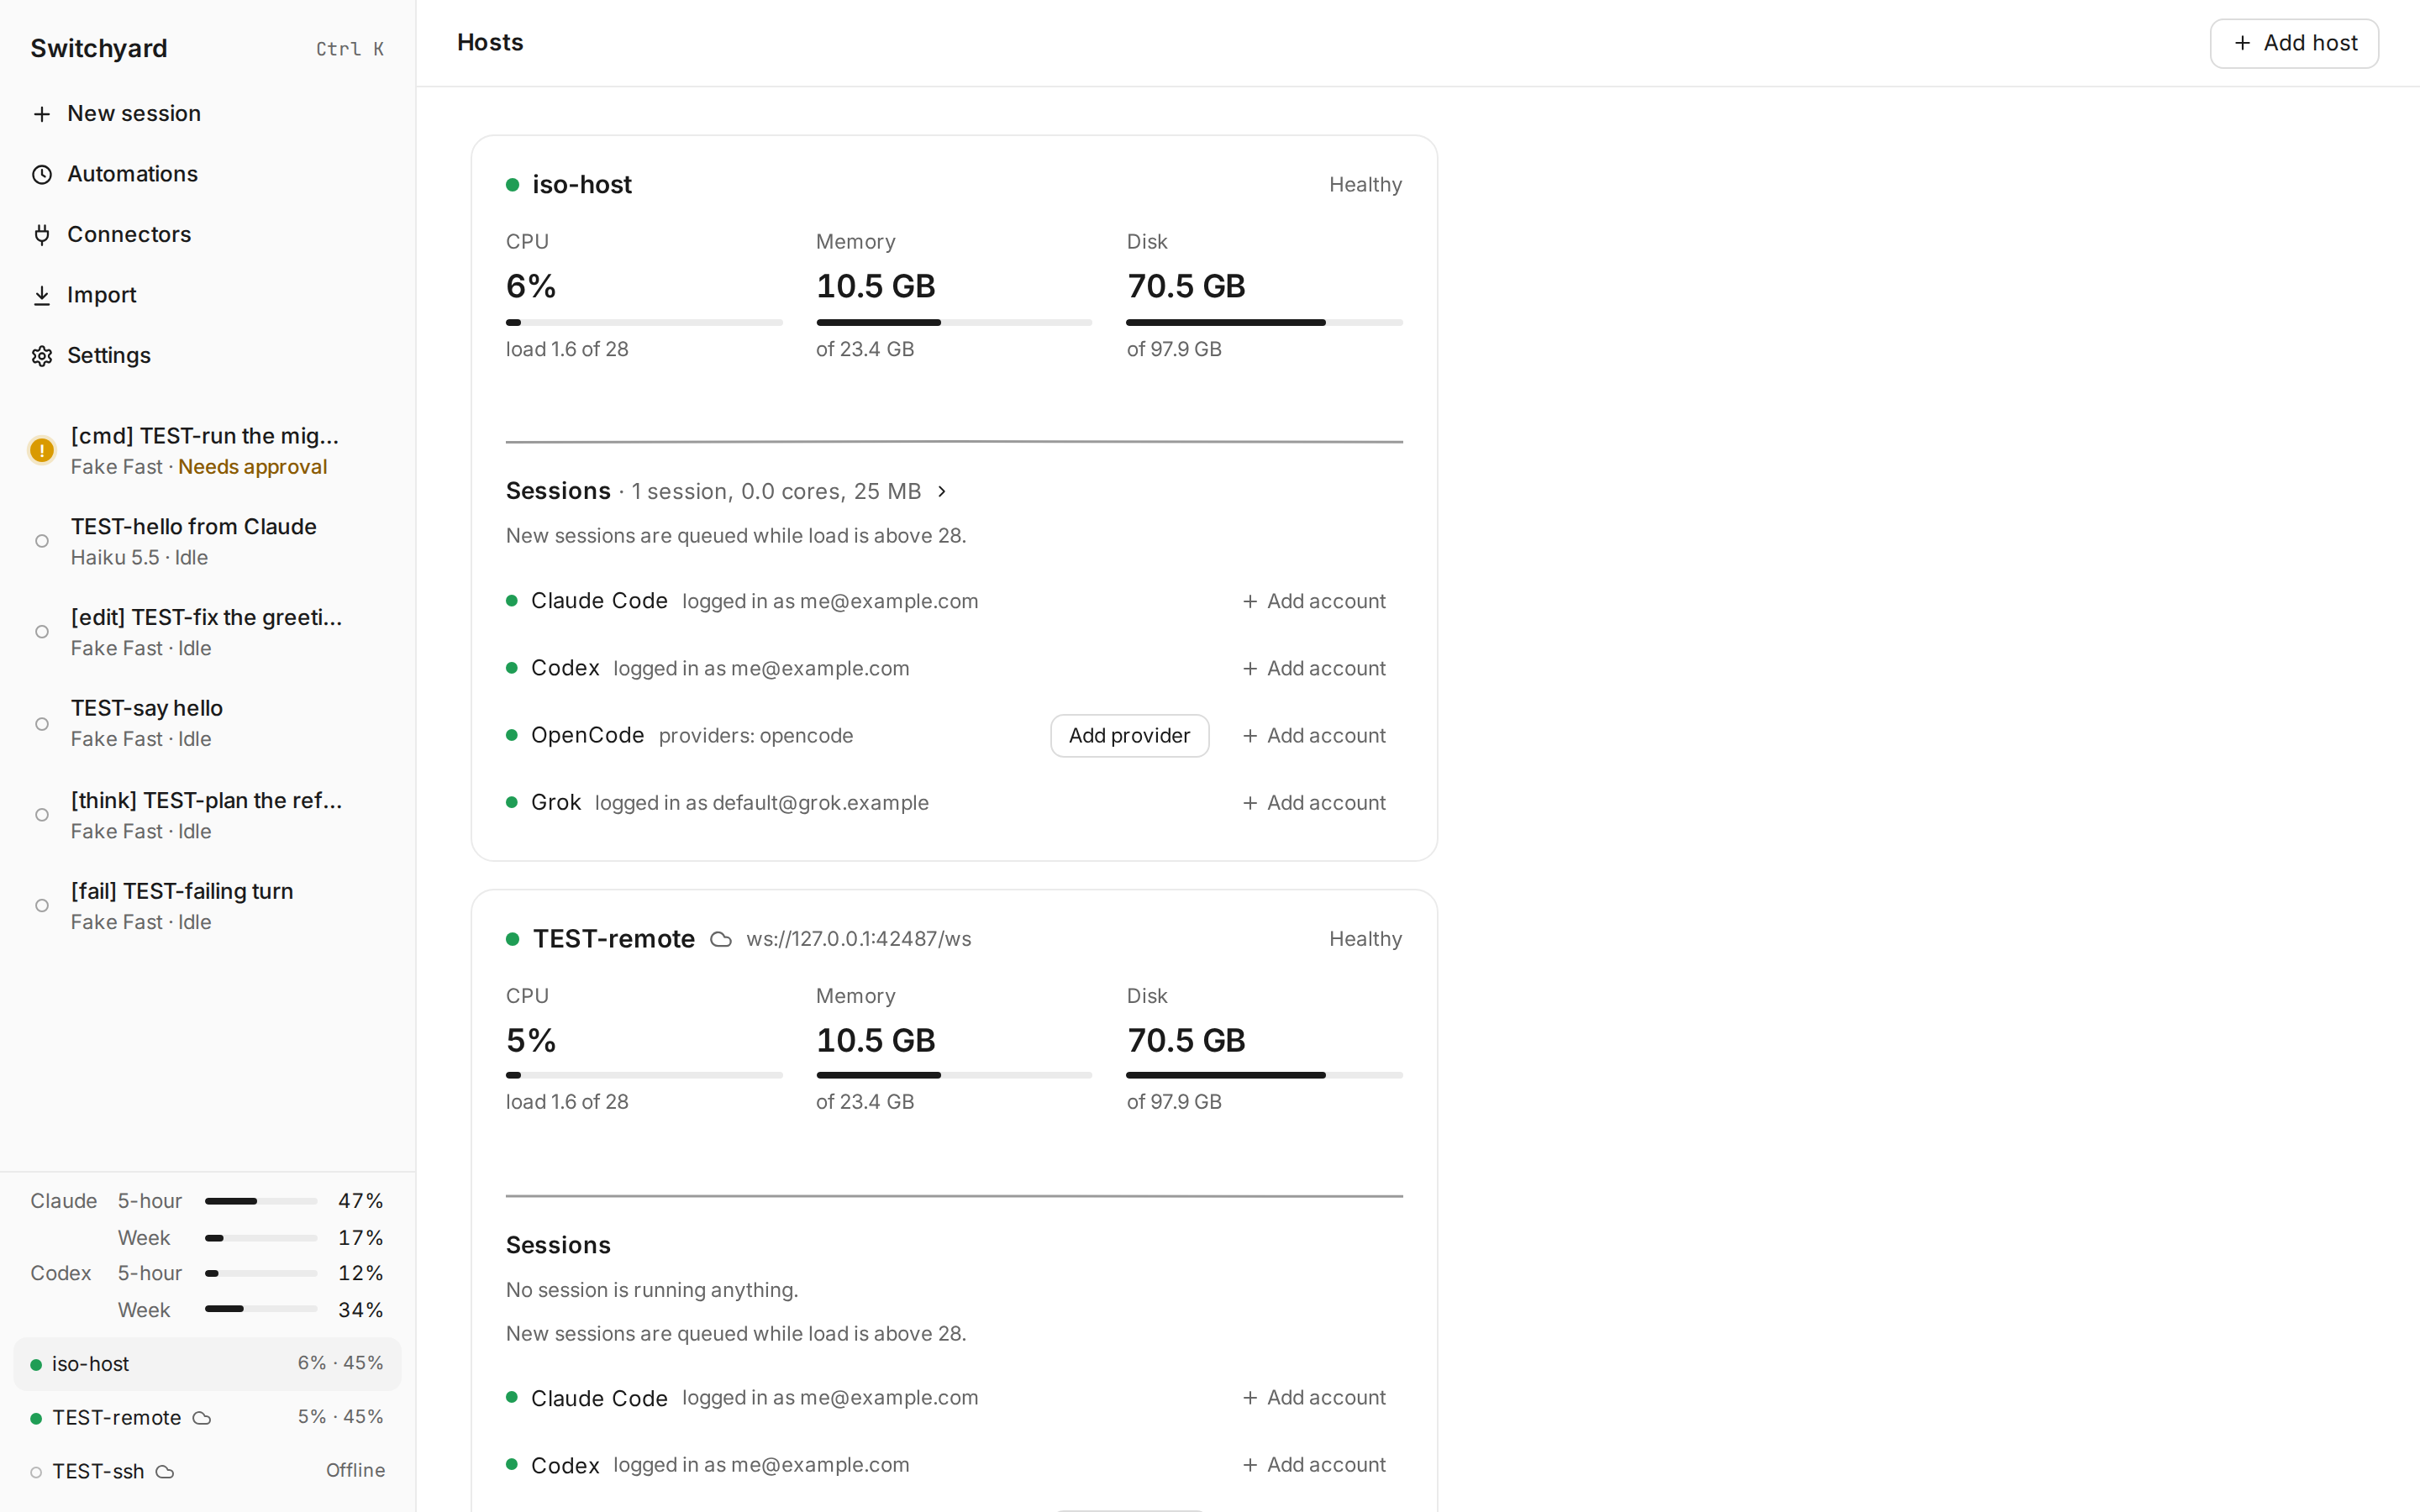 Switchyard Ctrl K
New session
Automations
Connectors
Import
Settings
! [cmd] TEST-run the mig...
Fake Fast · Needs approval
TEST-hello from Claude
Haiku 5.5 · Idle
[edit] TEST-fix the greeti...
Fake Fast · Idle
TEST-say hello
Fake Fast · Idle
[think] TEST-plan the ref...
Fake Fast · Idle
[fail] TEST-failing turn
Fake Fast · Idle
Claude 5-hour 47%
Week 17%
Codex 5-hour 12%
Week 34%
iso-host 6% · 45%
TEST-remote 5% · 45%
TEST-ssh Offline
Hosts + Add host
iso-host Healthy
CPU Memory Disk
6% 10.5 GB 70.5 GB
load 1.6 of 28 of 23.4 GB of 97.9 GB
Sessions · 1 session, 0.0 cores, 25 MB >
New sessions are queued while load is above 28.
Claude Code logged in as me@example.com + Add account
Codex logged in as me@example.com + Add account
OpenCode providers: opencode Add provider + Add account
Grok logged in as default@grok.example + Add account
TEST-remote ws://127.0.0.1:42487/ws Healthy
CPU Memory Disk
5% 10.5 GB 70.5 GB
load 1.6 of 28 of 23.4 GB of 97.9 GB
Sessions
No session is running anything.
New sessions are queued while load is above 28.
Claude Code logged in as me@example.com + Add account
Codex logged in as me@example.com + Add account